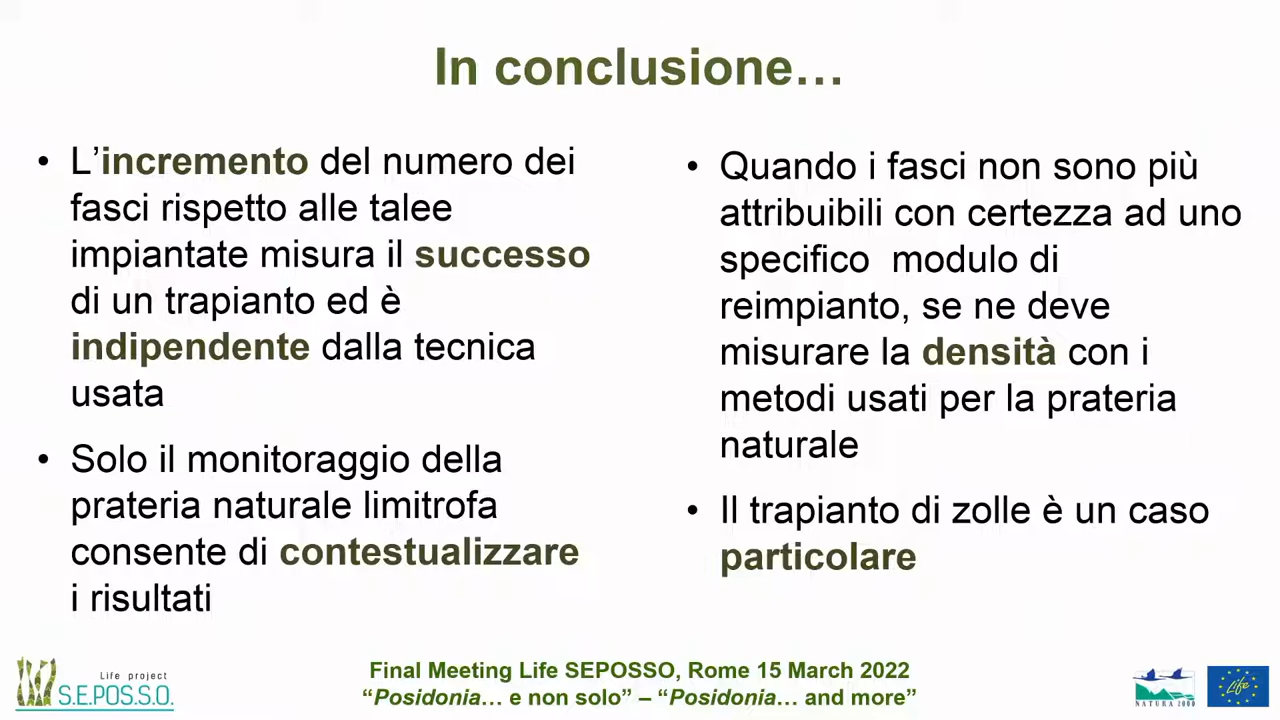 In conclusione…
• L’incremento del numero dei
fasci rispetto alle talee
impiantate misura il successo
di un trapianto ed è
indipendente dalla tecnica
usata
• Solo il monitoraggio della
prateria naturale limitrofa
consente di contestualizzare
i risultati
• Quando i fasci non sono più
attribuibili con certezza ad uno
specifico modulo di
reimpianto, se ne deve
misurare la densità con i
metodi usati per la prateria
naturale
• Il trapianto di zolle è un caso
particolare
Life project
S.E.POS.S.O.
Final Meeting Life SEPOSSO, Rome 15 March 2022
“Posidonia… e non solo” – “Posidonia… and more”
NATURA 2000
Life